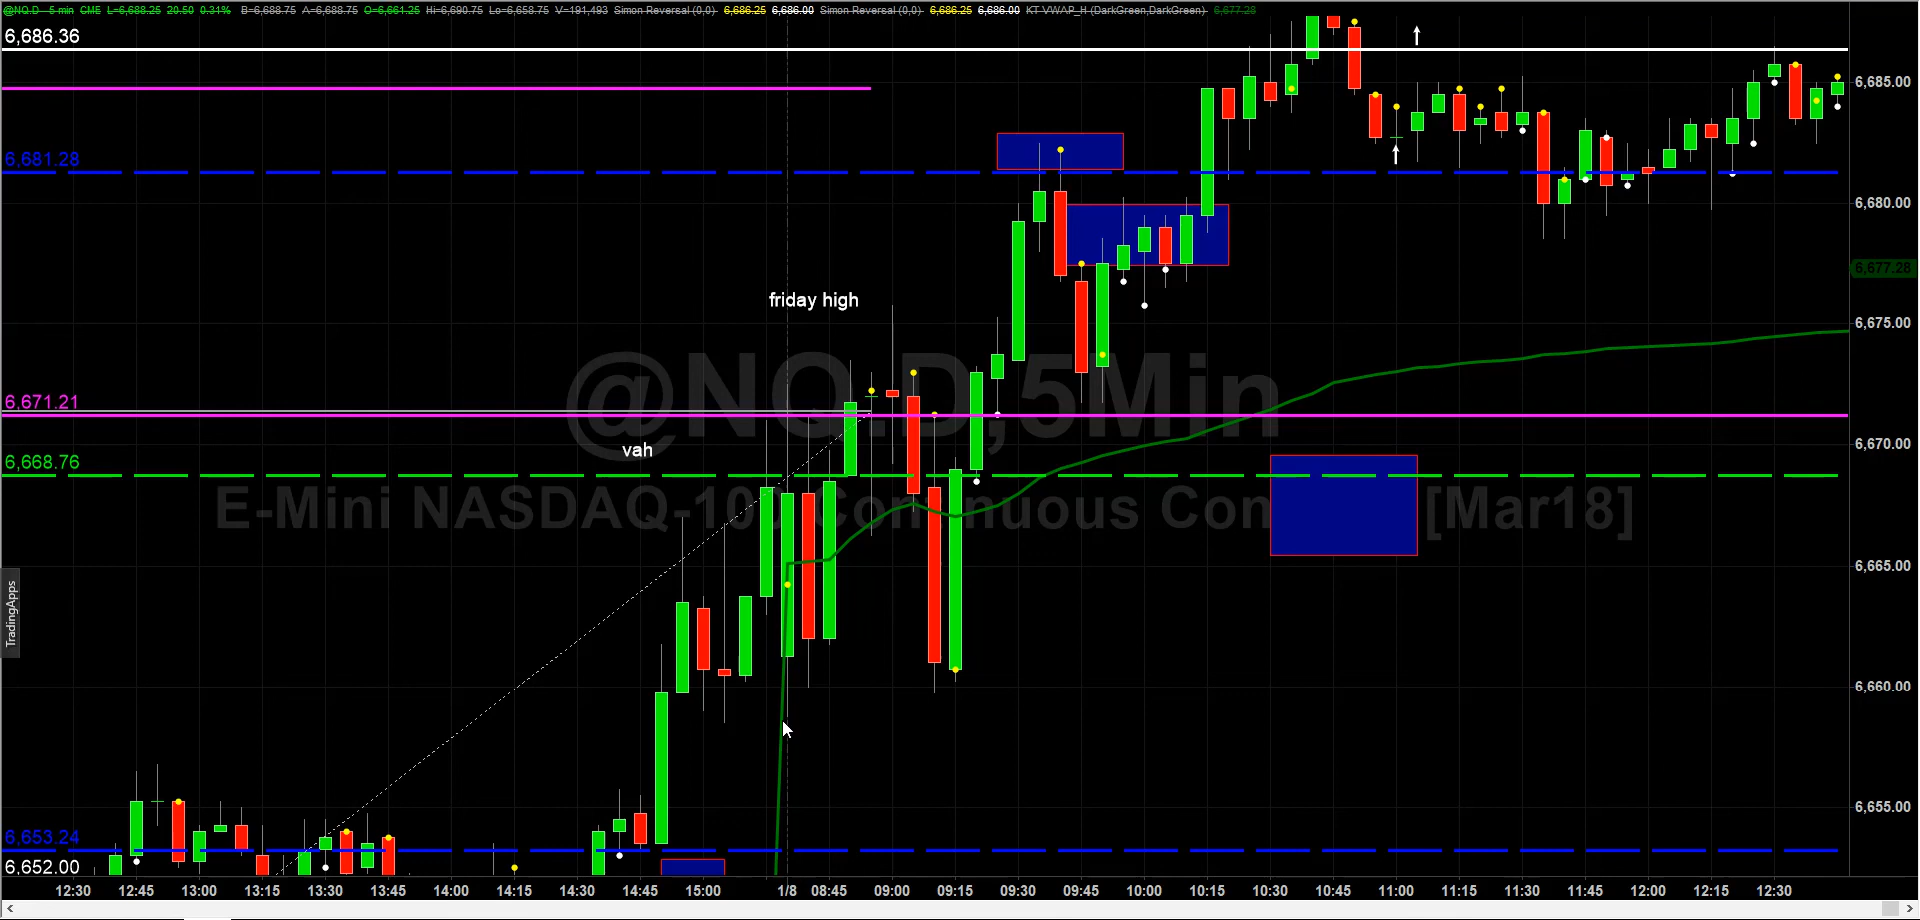 @NQ.D - 5 min CME L=6,688.25 20.50 0.31% B=6,688.75 A=6,688.75 O=6,661.25 Hi=6,690.75 Lo=6,658.75 V=191,493 Simon Reversal (0,0) 6,686.25 6,686.00 Simon Reversal (0,0) 6,686.25 6,686.00 KT VWAP_H (DarkGreen,DarkGreen) 6,677.28
6,686.36
6,685.00
6,681.28
6,680.00
6,677.28
friday high
6,675.00
@NQ.D,5Min
6,671.21
vah
6,670.00
6,668.76
E-Mini NASDAQ-100 Continuous Con [Mar18]
6,665.00
TradingApps
6,660.00
6,655.00
6,653.24
6,652.00
12:30 12:45 13:00 13:15 13:30 13:45 14:00 14:15 14:30 14:45 15:00 1/8 08:45 09:00 09:15 09:30 09:45 10:00 10:15 10:30 10:45 11:00 11:15 11:30 11:45 12:00 12:15 12:30